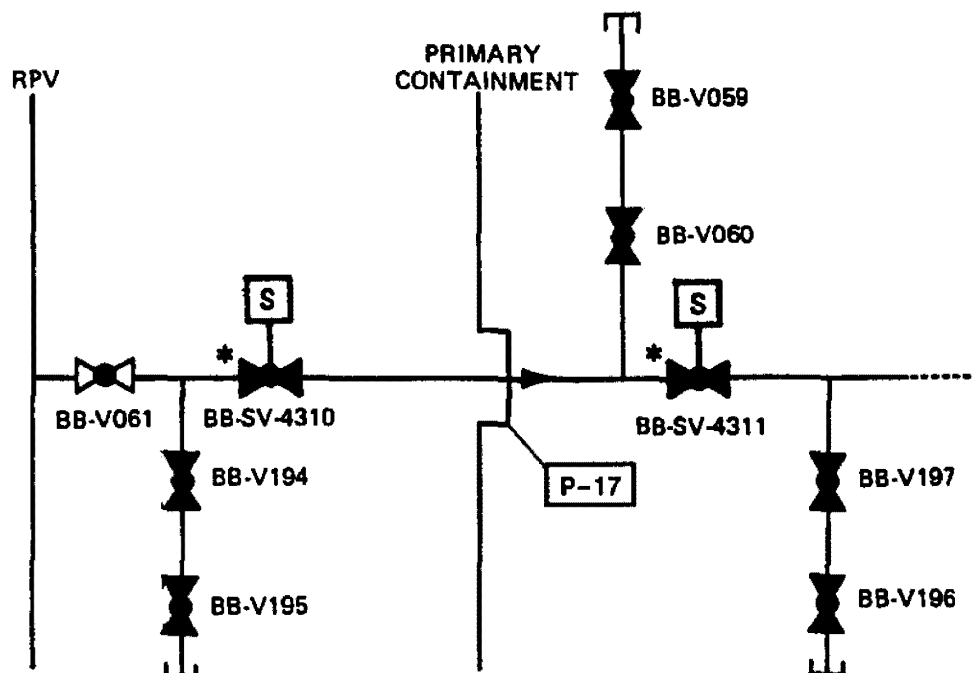 RPV
PRIMARY
CONTAINMENT
BB-V059
BB-V060
S
S
*
*
BB-V061
BB-SV-4310
BB-SV-4311
BB-V194
P-17
BB-V197
BB-V195
BB-V196